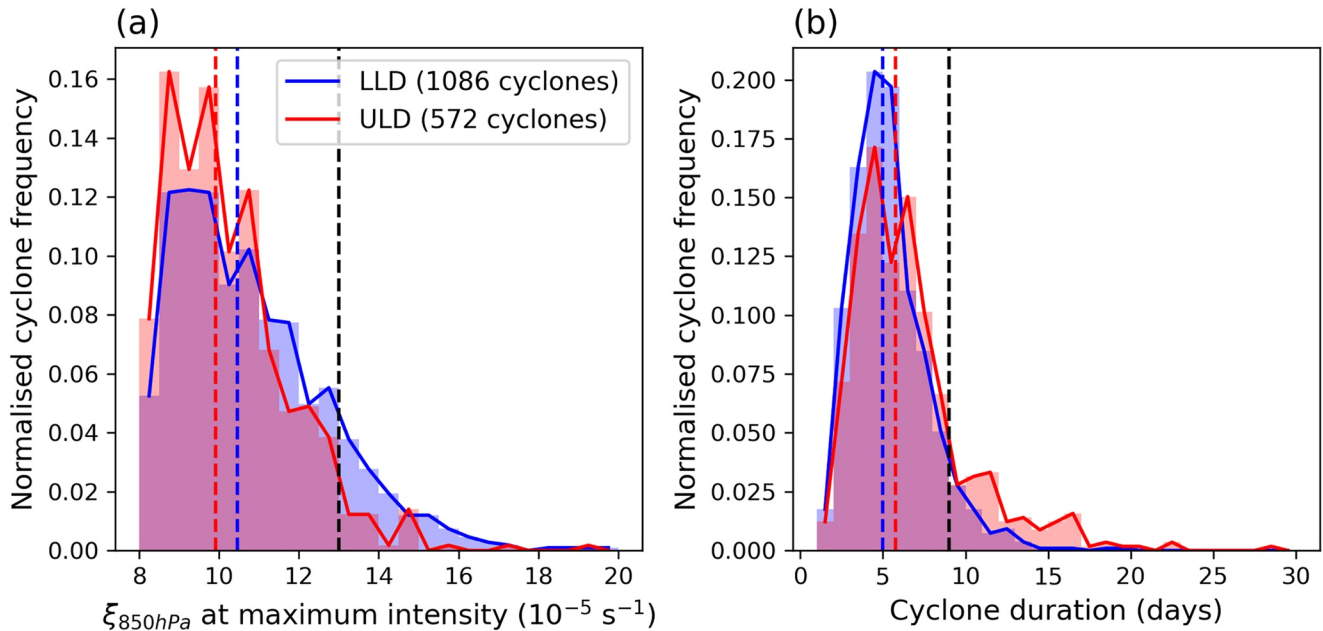 (a)
Normalised cyclone frequency
0.16
0.14
0.12
0.10
0.08
0.06
0.04
0.02
0.00
LLD (1086 cyclones)
ULD (572 cyclones)
8 10 12 14 16 18 20
ξ850hPa at maximum intensity (10⁻⁵ s⁻¹)
(b)
Normalised cyclone frequency
0.200
0.175
0.150
0.125
0.100
0.075
0.050
0.025
0.000
0 5 10 15 20 25 30
Cyclone duration (days)